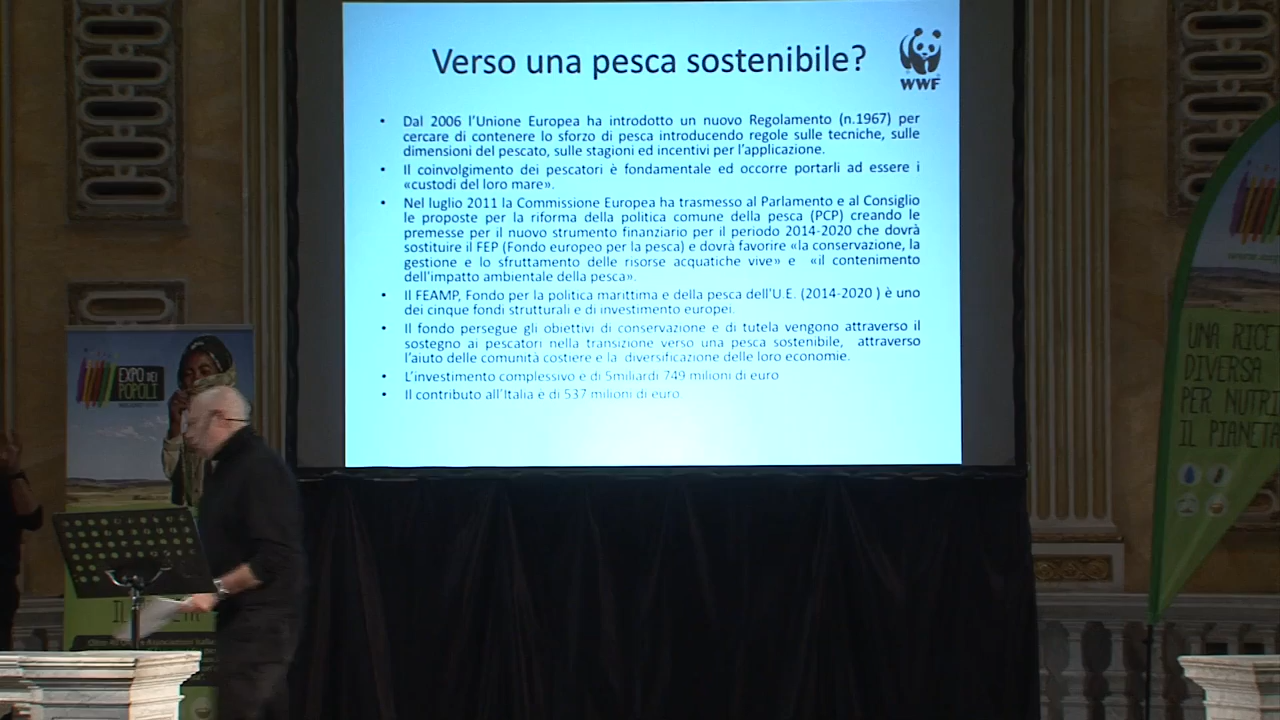 Verso una pesca sostenibile?
WWF
• Dal 2006 l'Unione Europea ha introdotto un nuovo Regolamento (n.1967) per
cercare di contenere lo sforzo di pesca introducendo regole sulle tecniche, sulle
dimensioni del pescato, sulle stagioni ed incentivi per l'applicazione.
• Il coinvolgimento dei pescatori è fondamentale ed occorre portarli ad essere i
«custodi del loro mare».
• Nel luglio 2011 la Commissione Europea ha trasmesso al Parlamento e al Consiglio
le proposte per la riforma della politica comune della pesca (PCP) creando le
premesse per il nuovo strumento finanziario per il periodo 2014-2020 che dovrà
sostituire il FEP (Fondo europeo per la pesca) e dovrà favorire «la conservazione, la
gestione e lo sfruttamento delle risorse acquatiche vive» e «il contenimento
dell'impatto ambientale della pesca».
• Il FEAMP, Fondo per la politica marittima e della pesca dell'U.E. (2014-2020 ) è uno
dei cinque fondi strutturali e di investimento europei.
• Il fondo persegue gli obiettivi di conservazione e di tutela vengono attraverso il
sostegno ai pescatori nella transizione verso una pesca sostenibile, attraverso
l'aiuto delle comunità costiere e la diversificazione delle loro economie.
• L'investimento complessivo è di 5miliardi 749 milioni di euro
• Il contributo all'Italia è di 537 milioni di euro.
EXPO DEI
POPOLI
IL
UNA RICET
DIVERSA
PER NUTRI
IL PIANETA